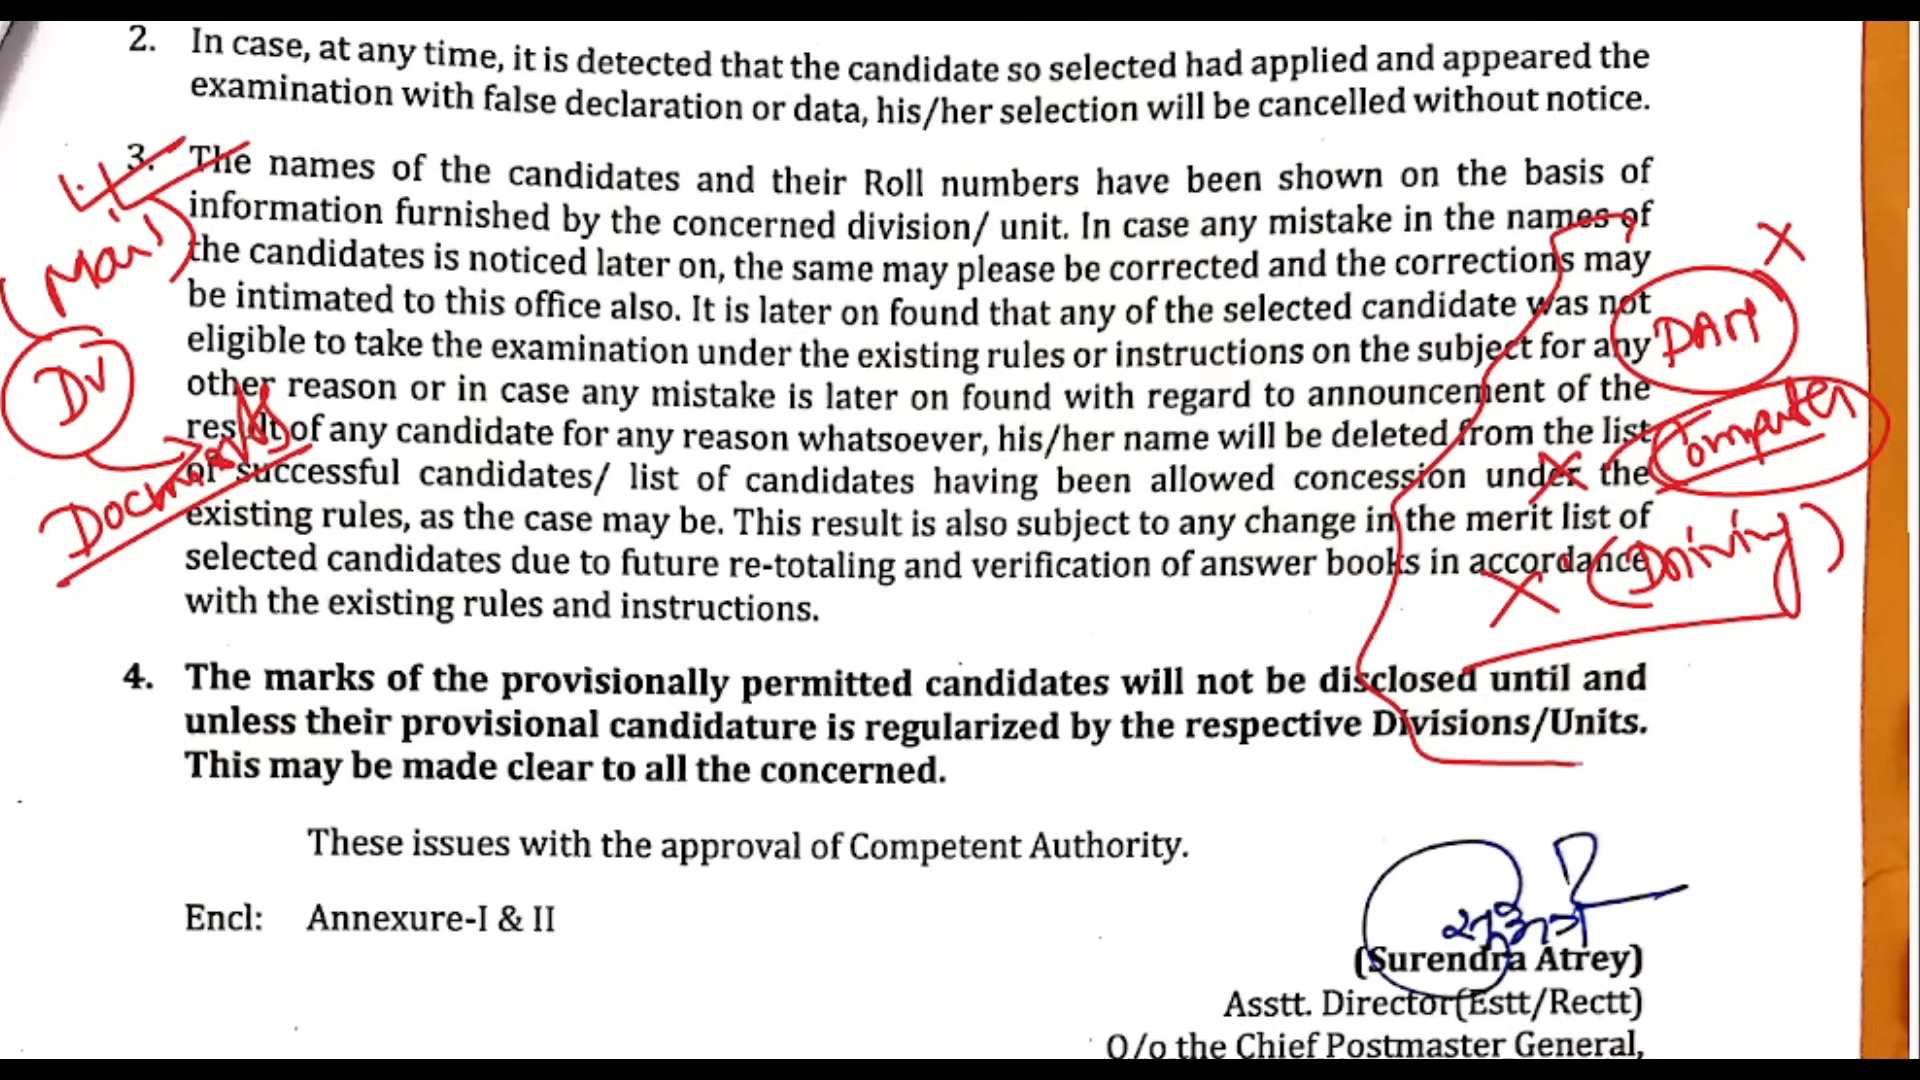 2. In case, at any time, it is detected that the candidate so selected had applied and appeared the
examination with false declaration or data, his/her selection will be cancelled without notice.
3. The names of the candidates and their Roll numbers have been shown on the basis of
information furnished by the concerned division/ unit. In case any mistake in the names of
the candidates is noticed later on, the same may please be corrected and the corrections may
be intimated to this office also. It is later on found that any of the selected candidate was not
eligible to take the examination under the existing rules or instructions on the subject for any
other reason or in case any mistake is later on found with regard to announcement of the
result of any candidate for any reason whatsoever, his/her name will be deleted from the list
of successful candidates/ list of candidates having been allowed concession under the
existing rules, as the case may be. This result is also subject to any change in the merit list of
selected candidates due to future re-totaling and verification of answer books in accordance
with the existing rules and instructions.
4. The marks of the provisionally permitted candidates will not be disclosed until and
unless their provisional candidature is regularized by the respective Divisions/Units.
This may be made clear to all the concerned.
These issues with the approval of Competent Authority.
Encl: Annexure-I & II
(Surendra Atrey)
Asstt. Director(Estt/Rectt)
O/o the Chief Postmaster General,
DV
Computer